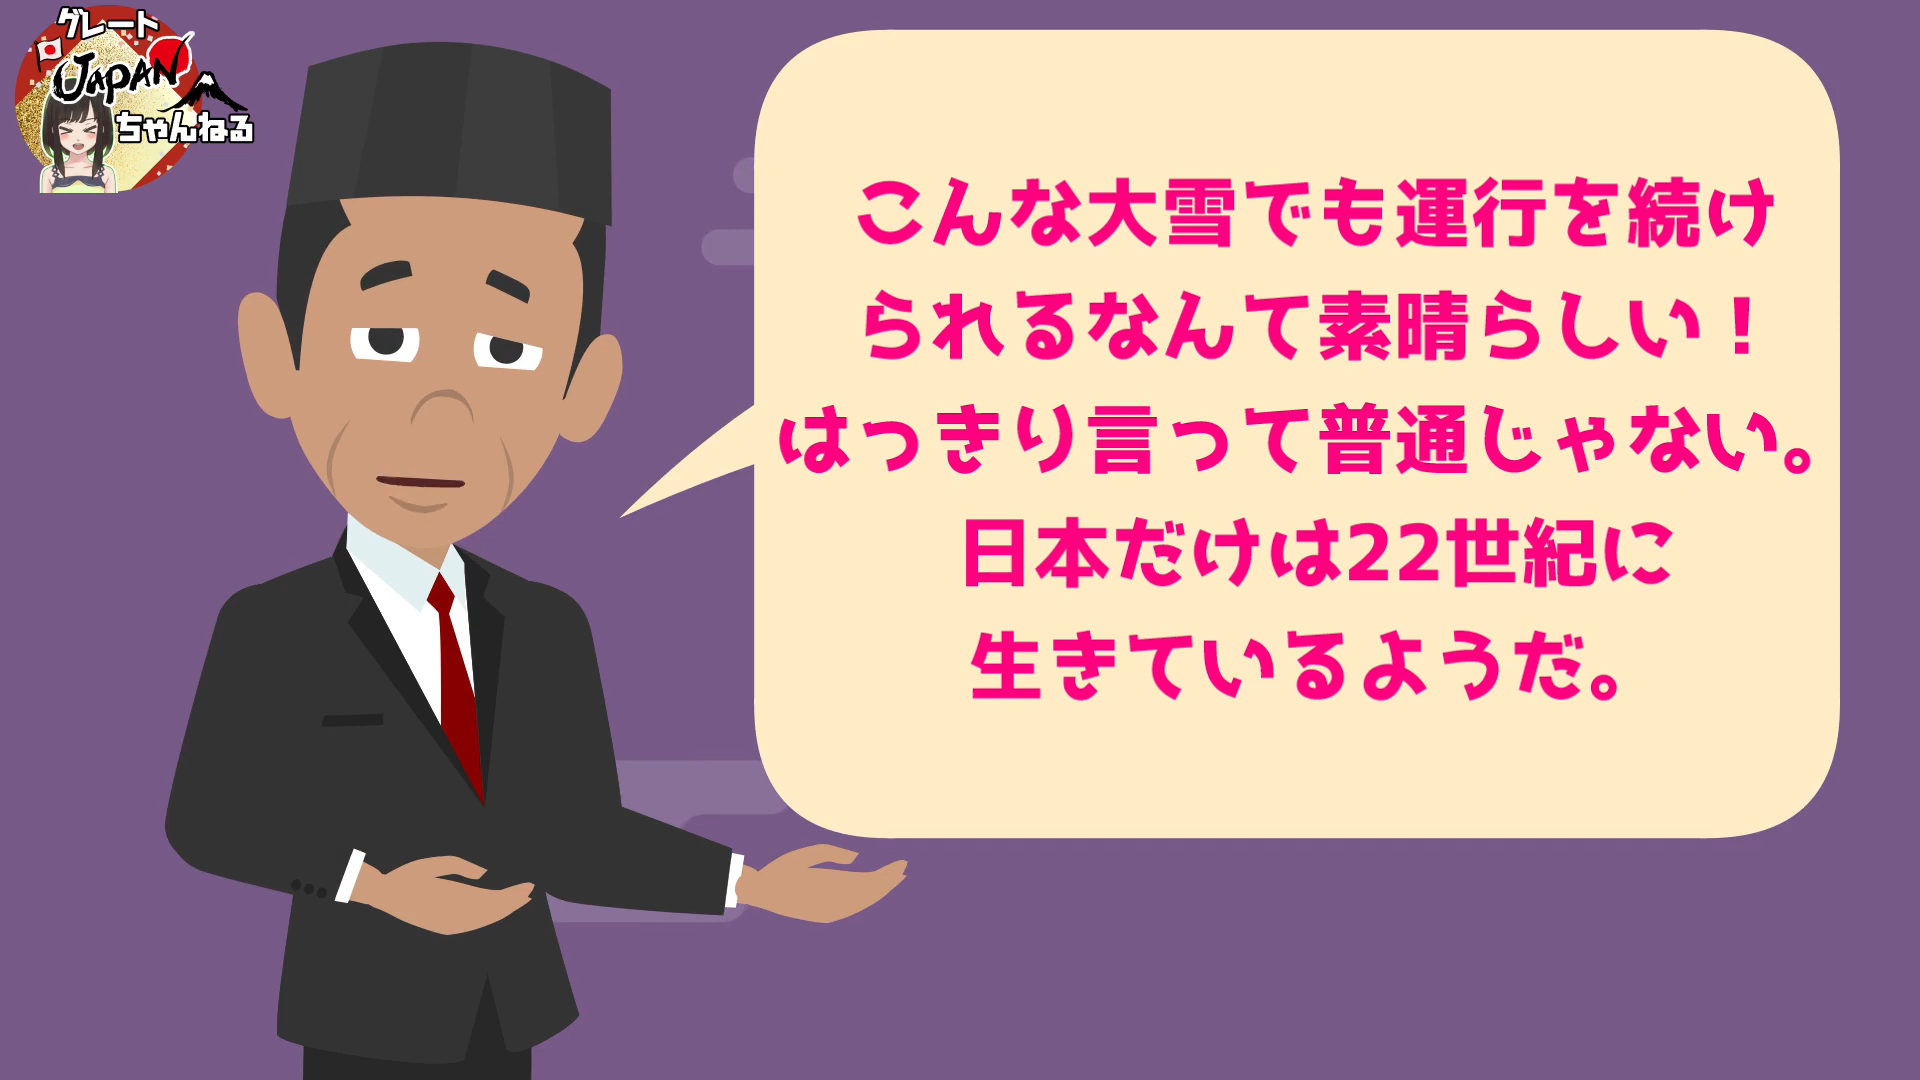 グレート
JAPAN
ちゃんねる
こんな大雪でも運行を続け
られるなんて素晴らしい！
はっきり言って普通じゃない。
日本だけは22世紀に
生きているようだ。